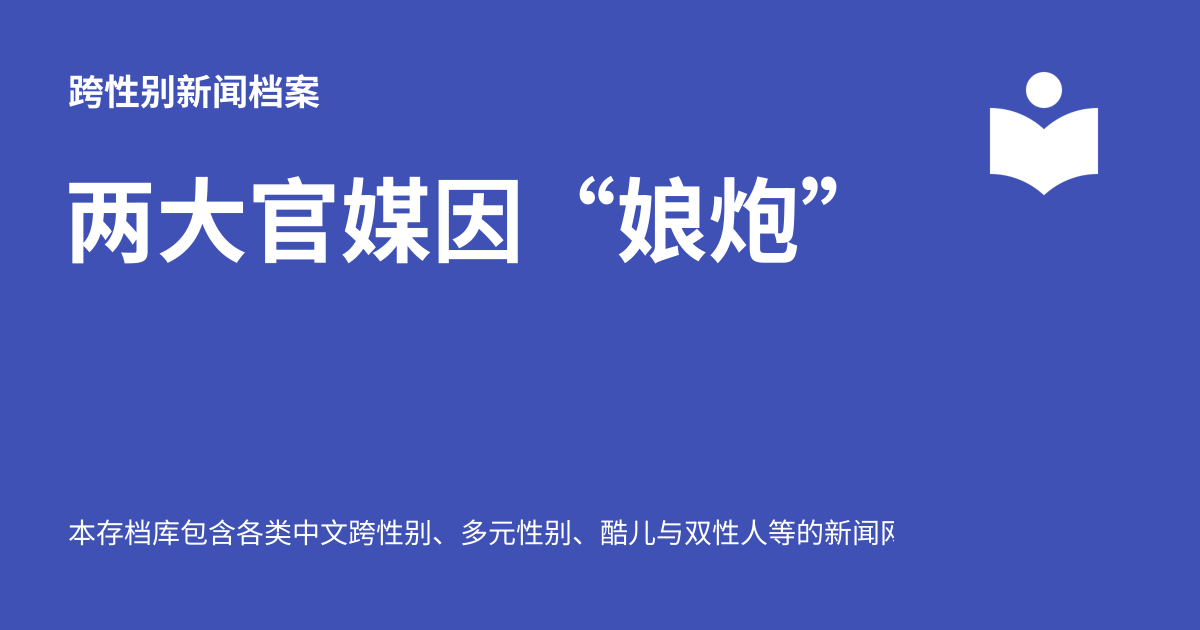 跨性别新闻档案
两大官媒因“娘炮”
本存档库包含各类中文跨性别、多元性别、酷儿与双性人等的新闻